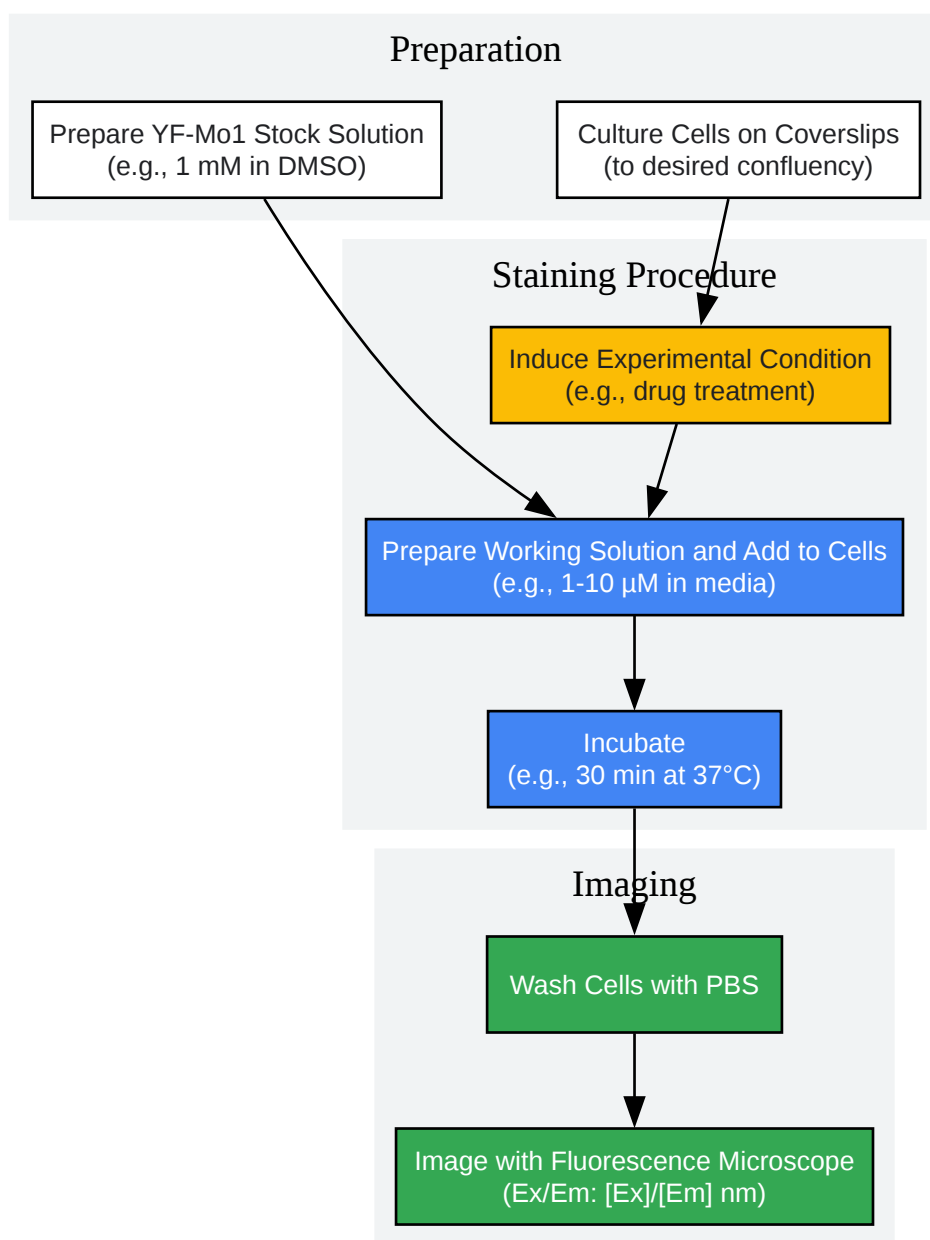 Preparation
Prepare YF-Mo1 Stock Solution
(e.g., 1 mM in DMSO)
Culture Cells on Coverslips
(to desired confluency)
Staining Procedure
Induce Experimental Condition
(e.g., drug treatment)
Prepare Working Solution and Add to Cells
(e.g., 1-10 µM in media)
Incubate
(e.g., 30 min at 37°C)
Imaging
Wash Cells with PBS
Image with Fluorescence Microscope
(Ex/Em: [Ex]/[Em] nm)